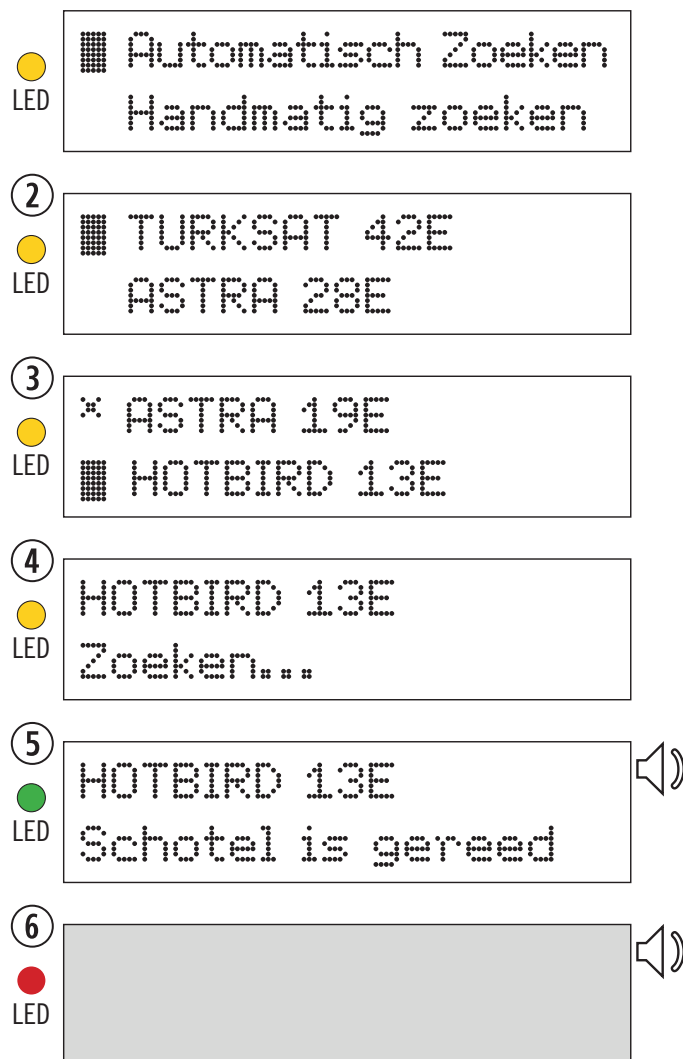 Automatisch Zoeken
LED
Handmatig zoeken
2
TURKSAT 42E
LED
ASTRA 28E
3
× ASTRA 19E
LED
HOTBIRD 13E
4
HOTBIRD 13E
LED
Zoeken...
5
HOTBIRD 13E
LED
Schotel is gereed
6
LED